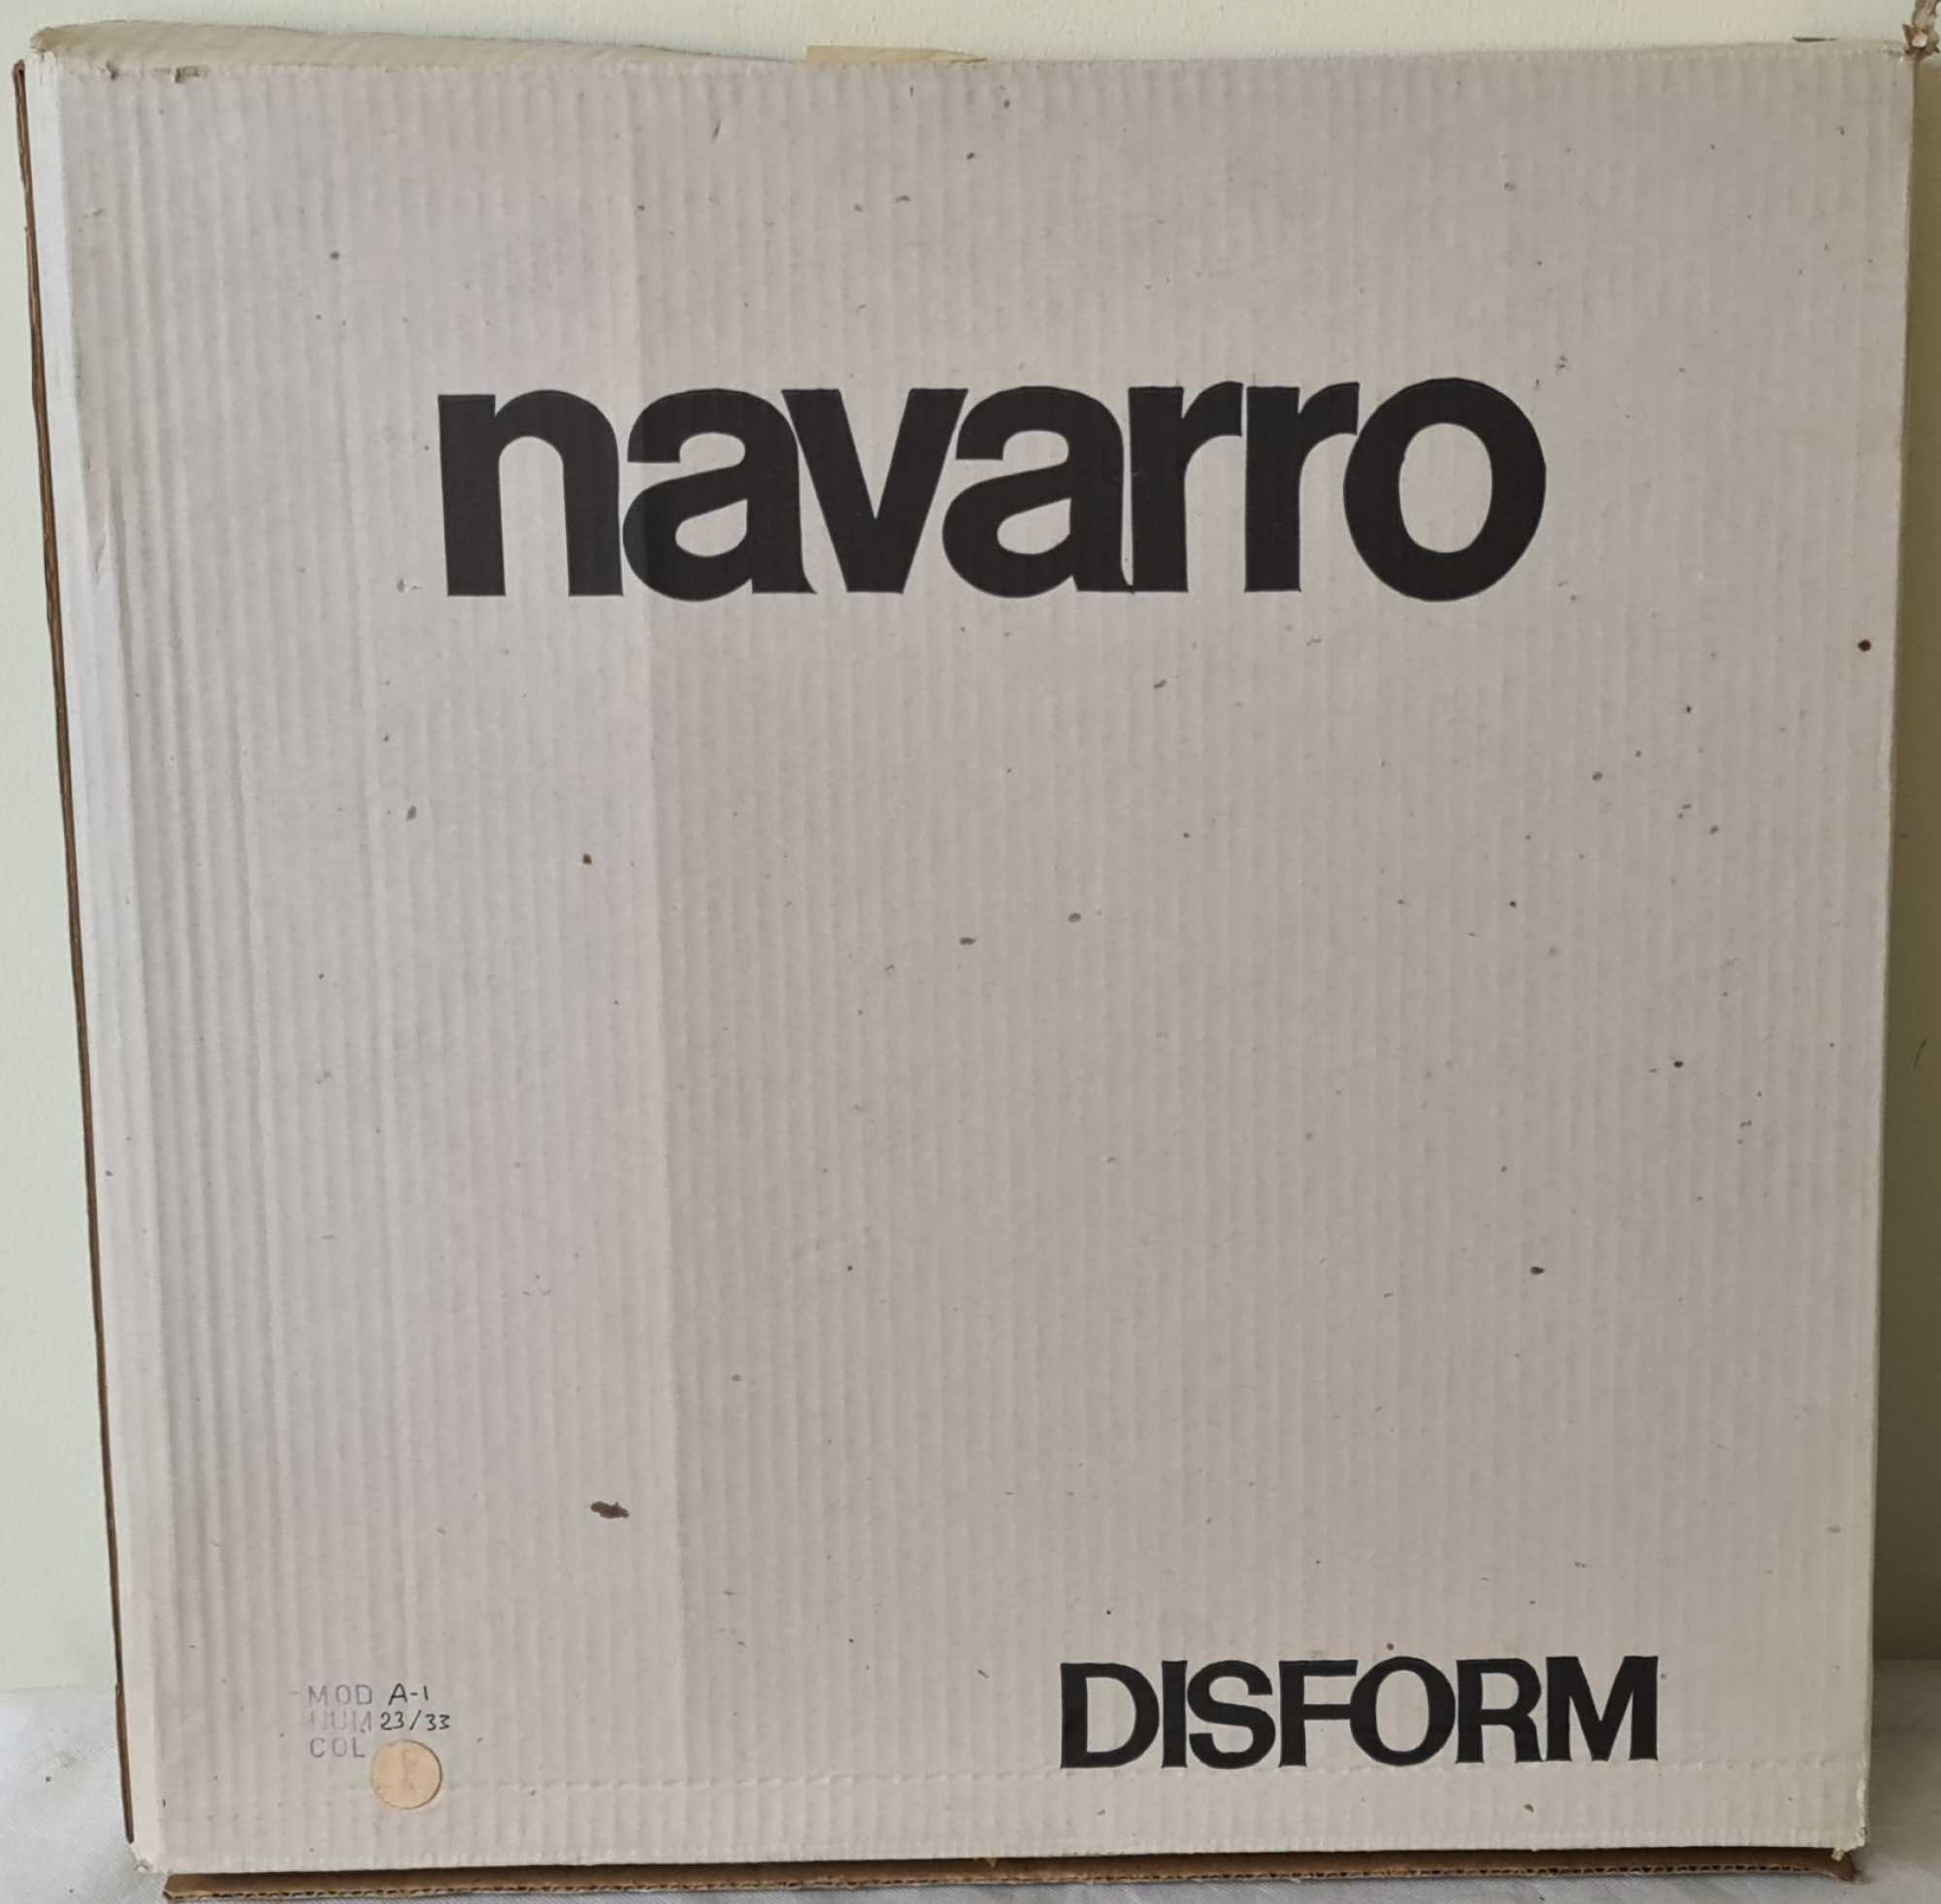 navarro
MOD A-1
NUM 23/33
COL
DISFORM